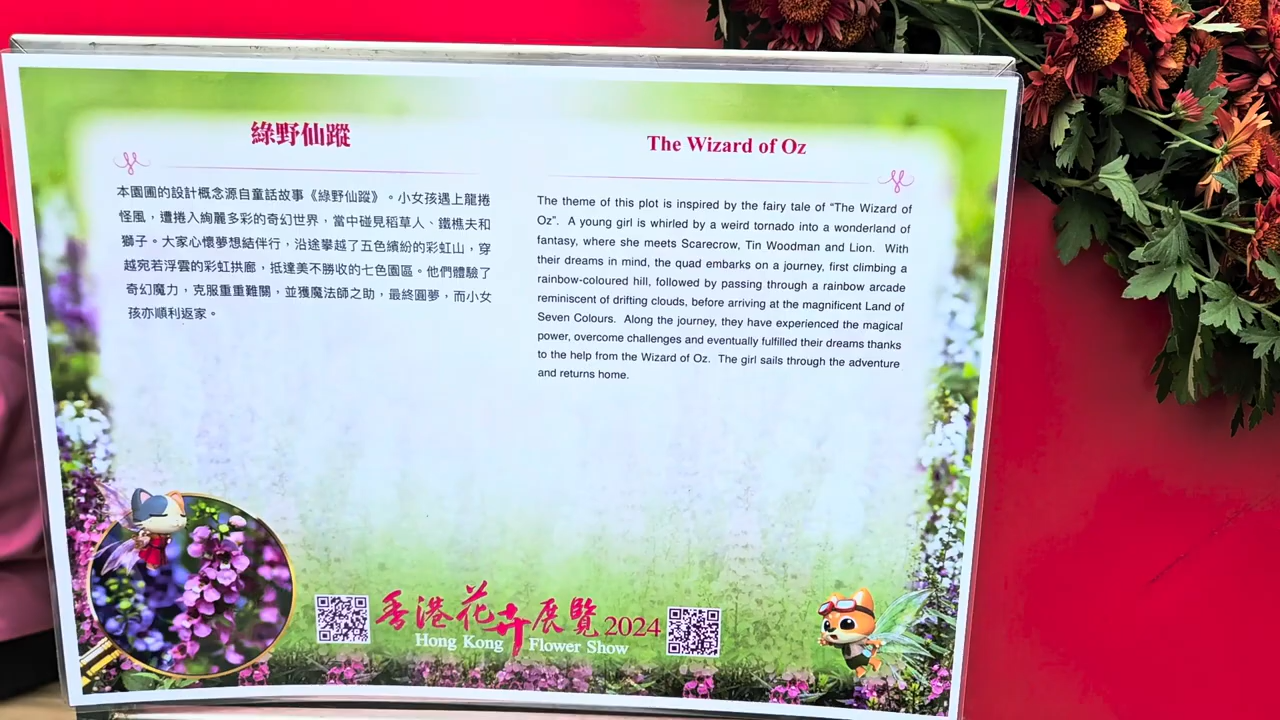 綠野仙蹤
本園圃的設計概念源自童話故事《綠野仙蹤》。小女孩遇上龍捲
怪風，遭捲入絢麗多彩的奇幻世界，當中碰見稻草人、鐵樵夫和
獅子。大家心懷夢想結伴行，沿途攀越了五色繽紛的彩虹山，穿
越宛若浮雲的彩虹拱廊，抵達美不勝收的七色園區。他們體驗了
奇幻魔力，克服重重難關，並獲魔法師之助，最終圓夢，而小女
孩亦順利返家。
The Wizard of Oz
The theme of this plot is inspired by the fairy tale of “The Wizard of
Oz”. A young girl is whirled by a weird tornado into a wonderland of
fantasy, where she meets Scarecrow, Tin Woodman and Lion. With
their dreams in mind, the quad embarks on a journey, first climbing a
rainbow-coloured hill, followed by passing through a rainbow arcade
reminiscent of drifting clouds, before arriving at the magnificent Land of
Seven Colours. Along the journey, they have experienced the magical
power, overcome challenges and eventually fulfilled their dreams thanks
to the help from the Wizard of Oz. The girl sails through the adventure
and returns home.
香港花卉展覽2024
Hong Kong Flower Show